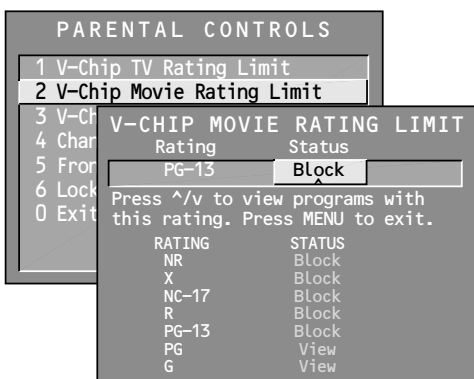 PARENTAL CONTROLS
1 V-Chip TV Rating Limit
2 V-Chip Movie Rating Limit
3 V-Ch
4 Char
5 Fror
6 Lock
0 Exit
V-CHIP MOVIE RATING LIMIT
Rating Status
PG-13 Block
Press ^/v to view programs with
this rating. Press MENU to exit.
RATING STATUS
NR Block
X Block
NC-17 Block
R Block
PG-13 Block
PG View
G View